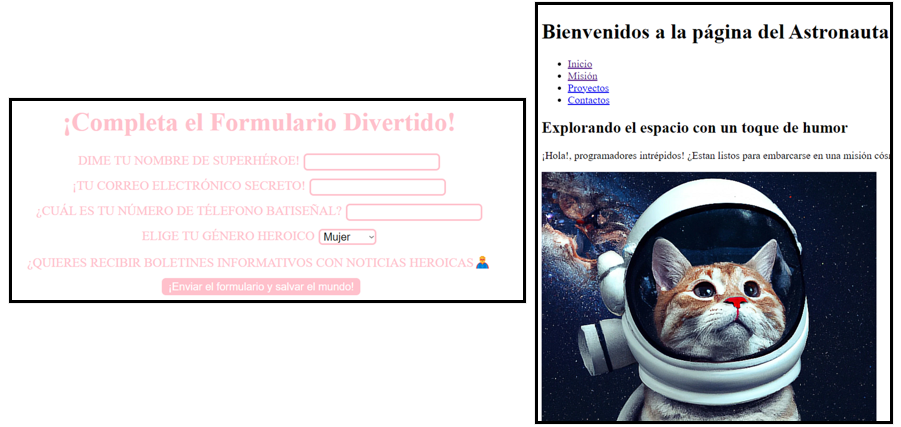 ¡Completa el Formulario Divertido!
DIME TU NOMBRE DE SUPERHÉROE!
¡TU CORREO ELECTRÓNICO SECRETO!
¿CUÁL ES TU NÚMERO DE TÉLEFONO BATISEÑAL?
ELIGE TU GÉNERO HEROICO Mujer
¿QUIERES RECIBIR BOLETINES INFORMATIVOS CON NOTICIAS HEROICAS
¡Enviar el formulario y salvar el mundo!
Bienvenidos a la página del Astronauta
Inicio
Misión
Proyectos
Contactos
Explorando el espacio con un toque de humor
¡Hola!, programadores intrépidos! ¿Estan listos para embarcarse en una misión